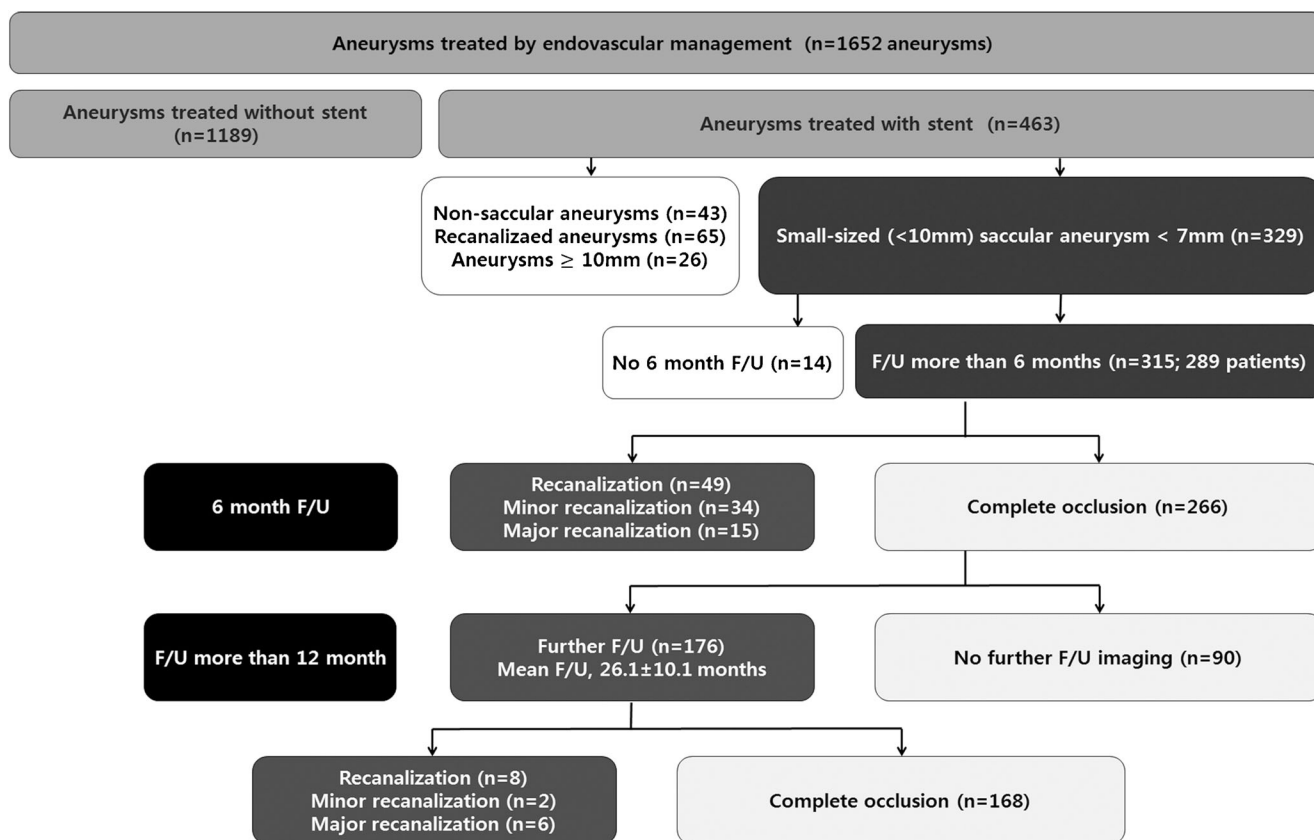 Aneurysms treated by endovascular management (n=1652 aneurysms)
Aneurysms treated without stent
(n=1189)
Aneurysms treated with stent (n=463)
Non-saccular aneurysms (n=43)
Recanalizaed aneurysms (n=65)
Aneurysms ≥ 10mm (n=26)
Small-sized (<10mm) saccular aneurysm < 7mm (n=329)
No 6 month F/U (n=14)
F/U more than 6 months (n=315; 289 patients)
6 month F/U
Recanalization (n=49)
Minor recanalization (n=34)
Major recanalization (n=15)
Complete occlusion (n=266)
F/U more than 12 month
Further F/U (n=176)
Mean F/U, 26.1±10.1 months
No further F/U imaging (n=90)
Recanalization (n=8)
Minor recanalization (n=2)
Major recanalization (n=6)
Complete occlusion (n=168)